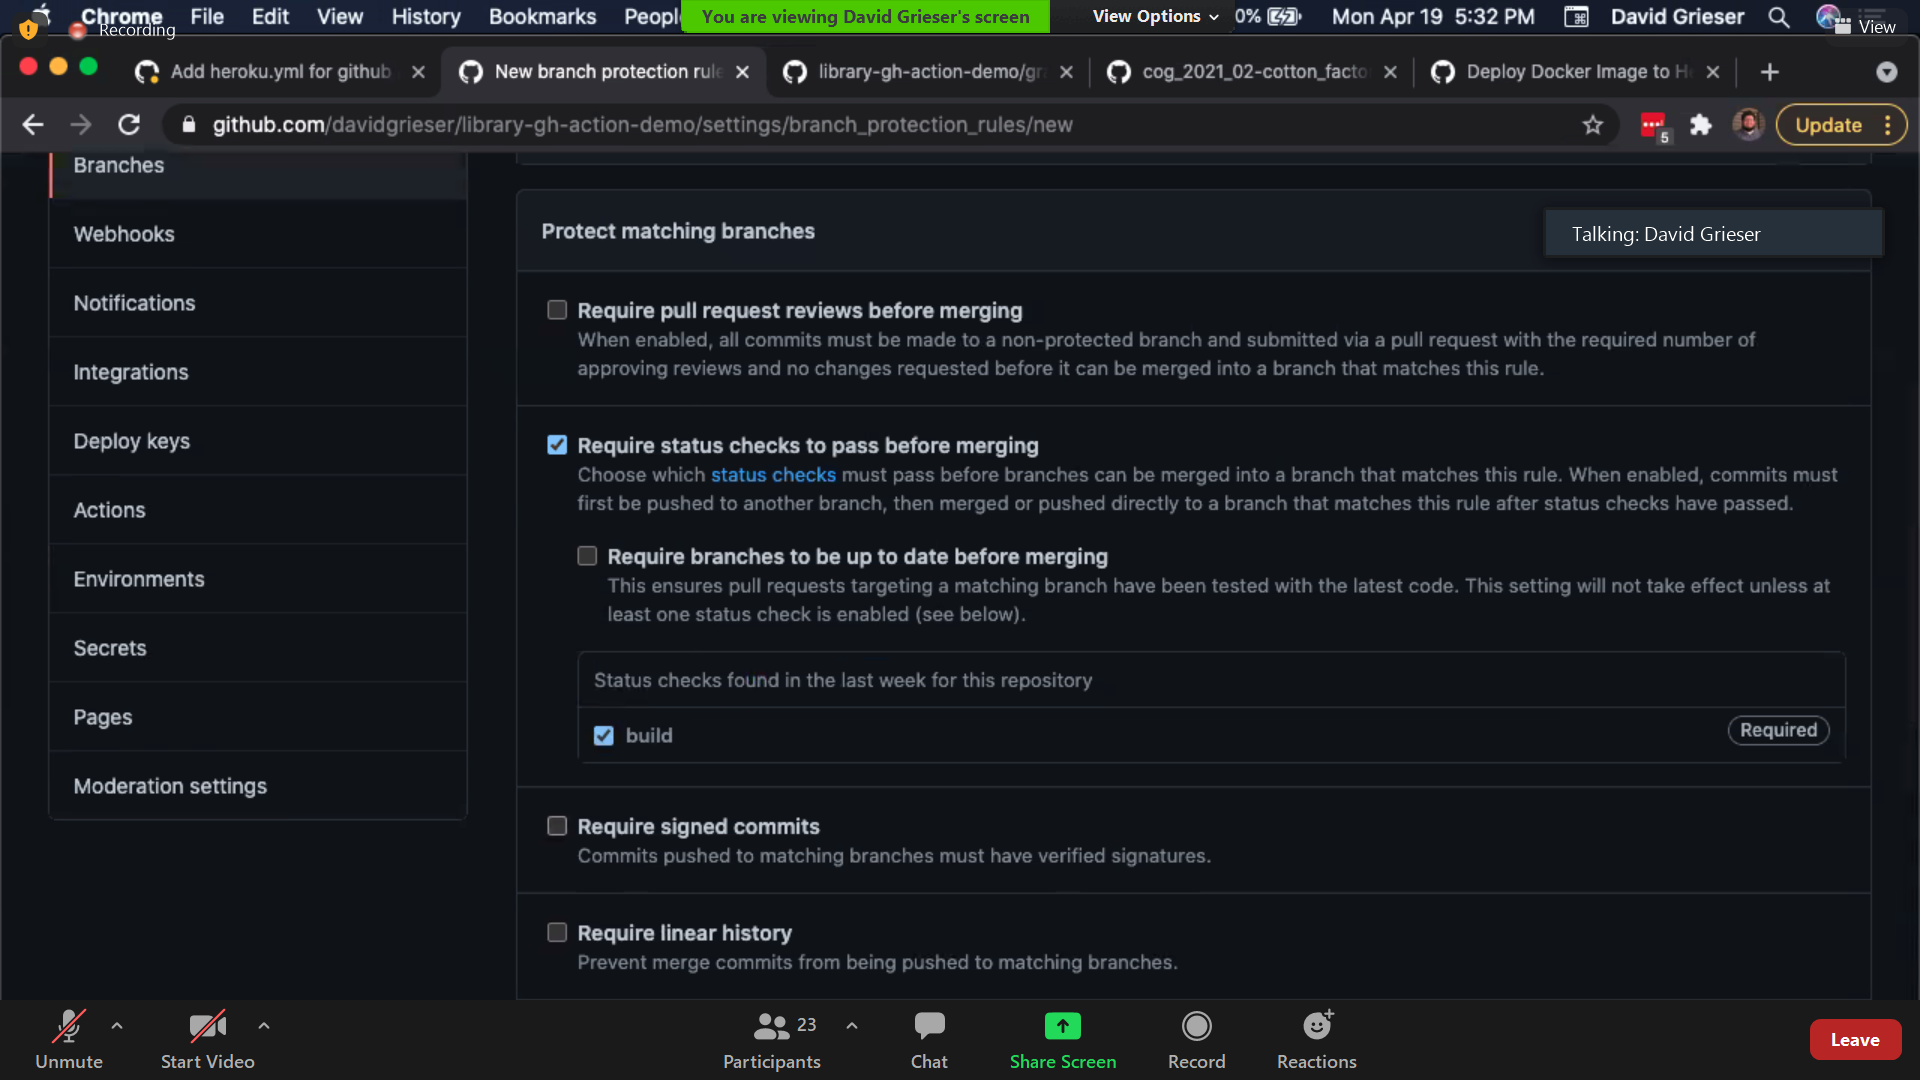 Chrome File Edit View History Bookmarks Peopl You are viewing David Grieser's screen View Options 0% Mon Apr 19 5:32 PM David Grieser
Recording
View
Add heroku.yml for github New branch protection rule library-gh-action-demo/gr cog_2021_02-cotton_facto Deploy Docker Image to H
github.com/davidgrieser/library-gh-action-demo/settings/branch_protection_rules/new
5
Update
Branches
Webhooks
Notifications
Integrations
Deploy keys
Actions
Environments
Secrets
Pages
Moderation settings
Protect matching branches
Talking: David Grieser
Require pull request reviews before merging
When enabled, all commits must be made to a non-protected branch and submitted via a pull request with the required number of
approving reviews and no changes requested before it can be merged into a branch that matches this rule.
Require status checks to pass before merging
Choose which status checks must pass before branches can be merged into a branch that matches this rule. When enabled, commits must
first be pushed to another branch, then merged or pushed directly to a branch that matches this rule after status checks have passed.
Require branches to be up to date before merging
This ensures pull requests targeting a matching branch have been tested with the latest code. This setting will not take effect unless at
least one status check is enabled (see below).
Status checks found in the last week for this repository
build
Required
Require signed commits
Commits pushed to matching branches must have verified signatures.
Require linear history
Prevent merge commits from being pushed to matching branches.
23
Unmute Start Video Participants Chat Share Screen Record Reactions
Leave